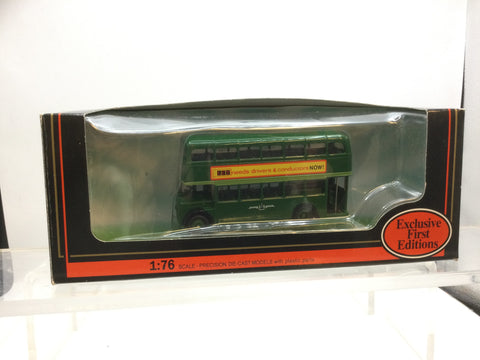 needs drivers & conductors NOW!
Exclusive
First
Editions
1:76 SCALE - PRECISION DIE CAST MODELS with plastic parts